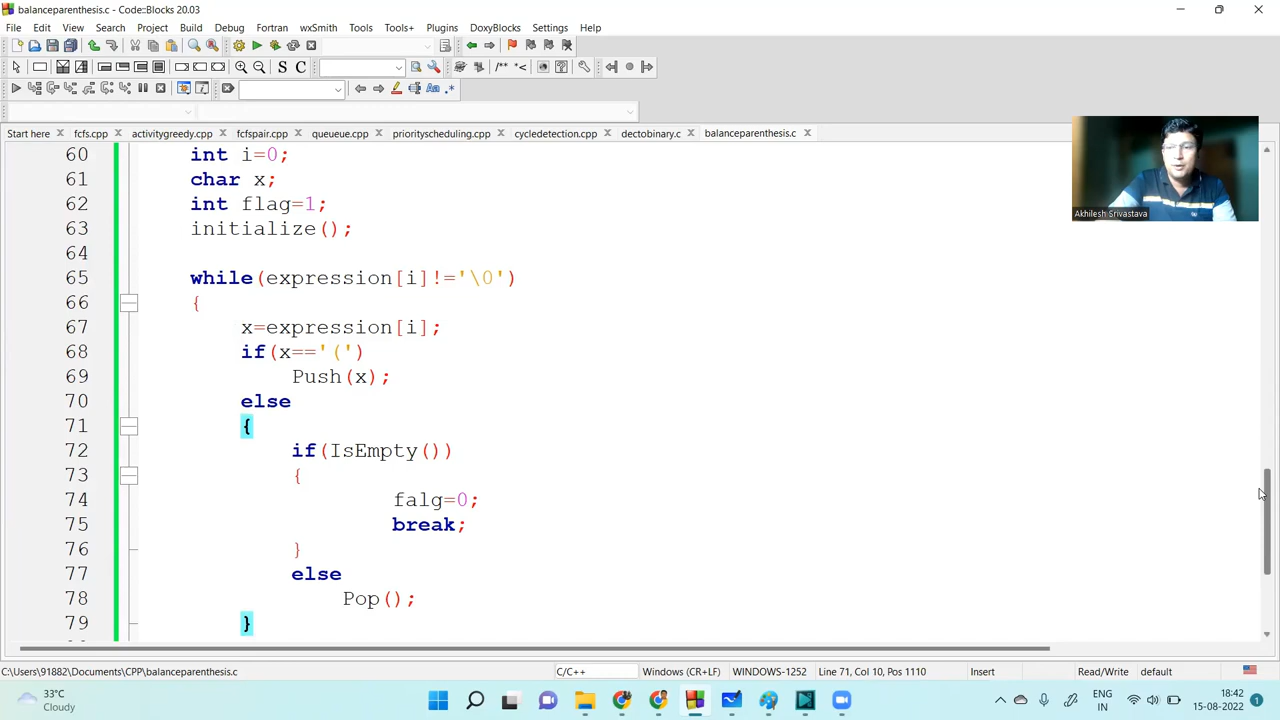 balanceparenthesis.c - Code::Blocks 20.03
File Edit View Search Project Build Debug Fortran wxSmith Tools Tools+ Plugins DoxyBlocks Settings Help
S C /** *<
Aa .*
Start here fcfs.cpp activitygreedy.cpp fcfspair.cpp queueue.cpp priorityscheduling.cpp cycledetection.cpp dectobinary.c balanceparenthesis.c
60 int i=0;
61 char x;
62 int flag=1;
63 initialize();
64
65 while(expression[i]!='\0')
66 {
67 x=expression[i];
68 if(x=='(')
69 Push(x);
70 else
71 {
72 if(IsEmpty())
73 {
74 falg=0;
75 break;
76 }
77 else
78 Pop();
79 }
Akhilesh Srivastava
C:\Users\91882\Documents\CPP\balanceparenthesis.c C/C++ Windows (CR+LF) WINDOWS-1252 Line 71, Col 10, Pos 1110 Insert Read/Write default
33°C
Cloudy
ENG
IN
18:42
15-08-2022
1